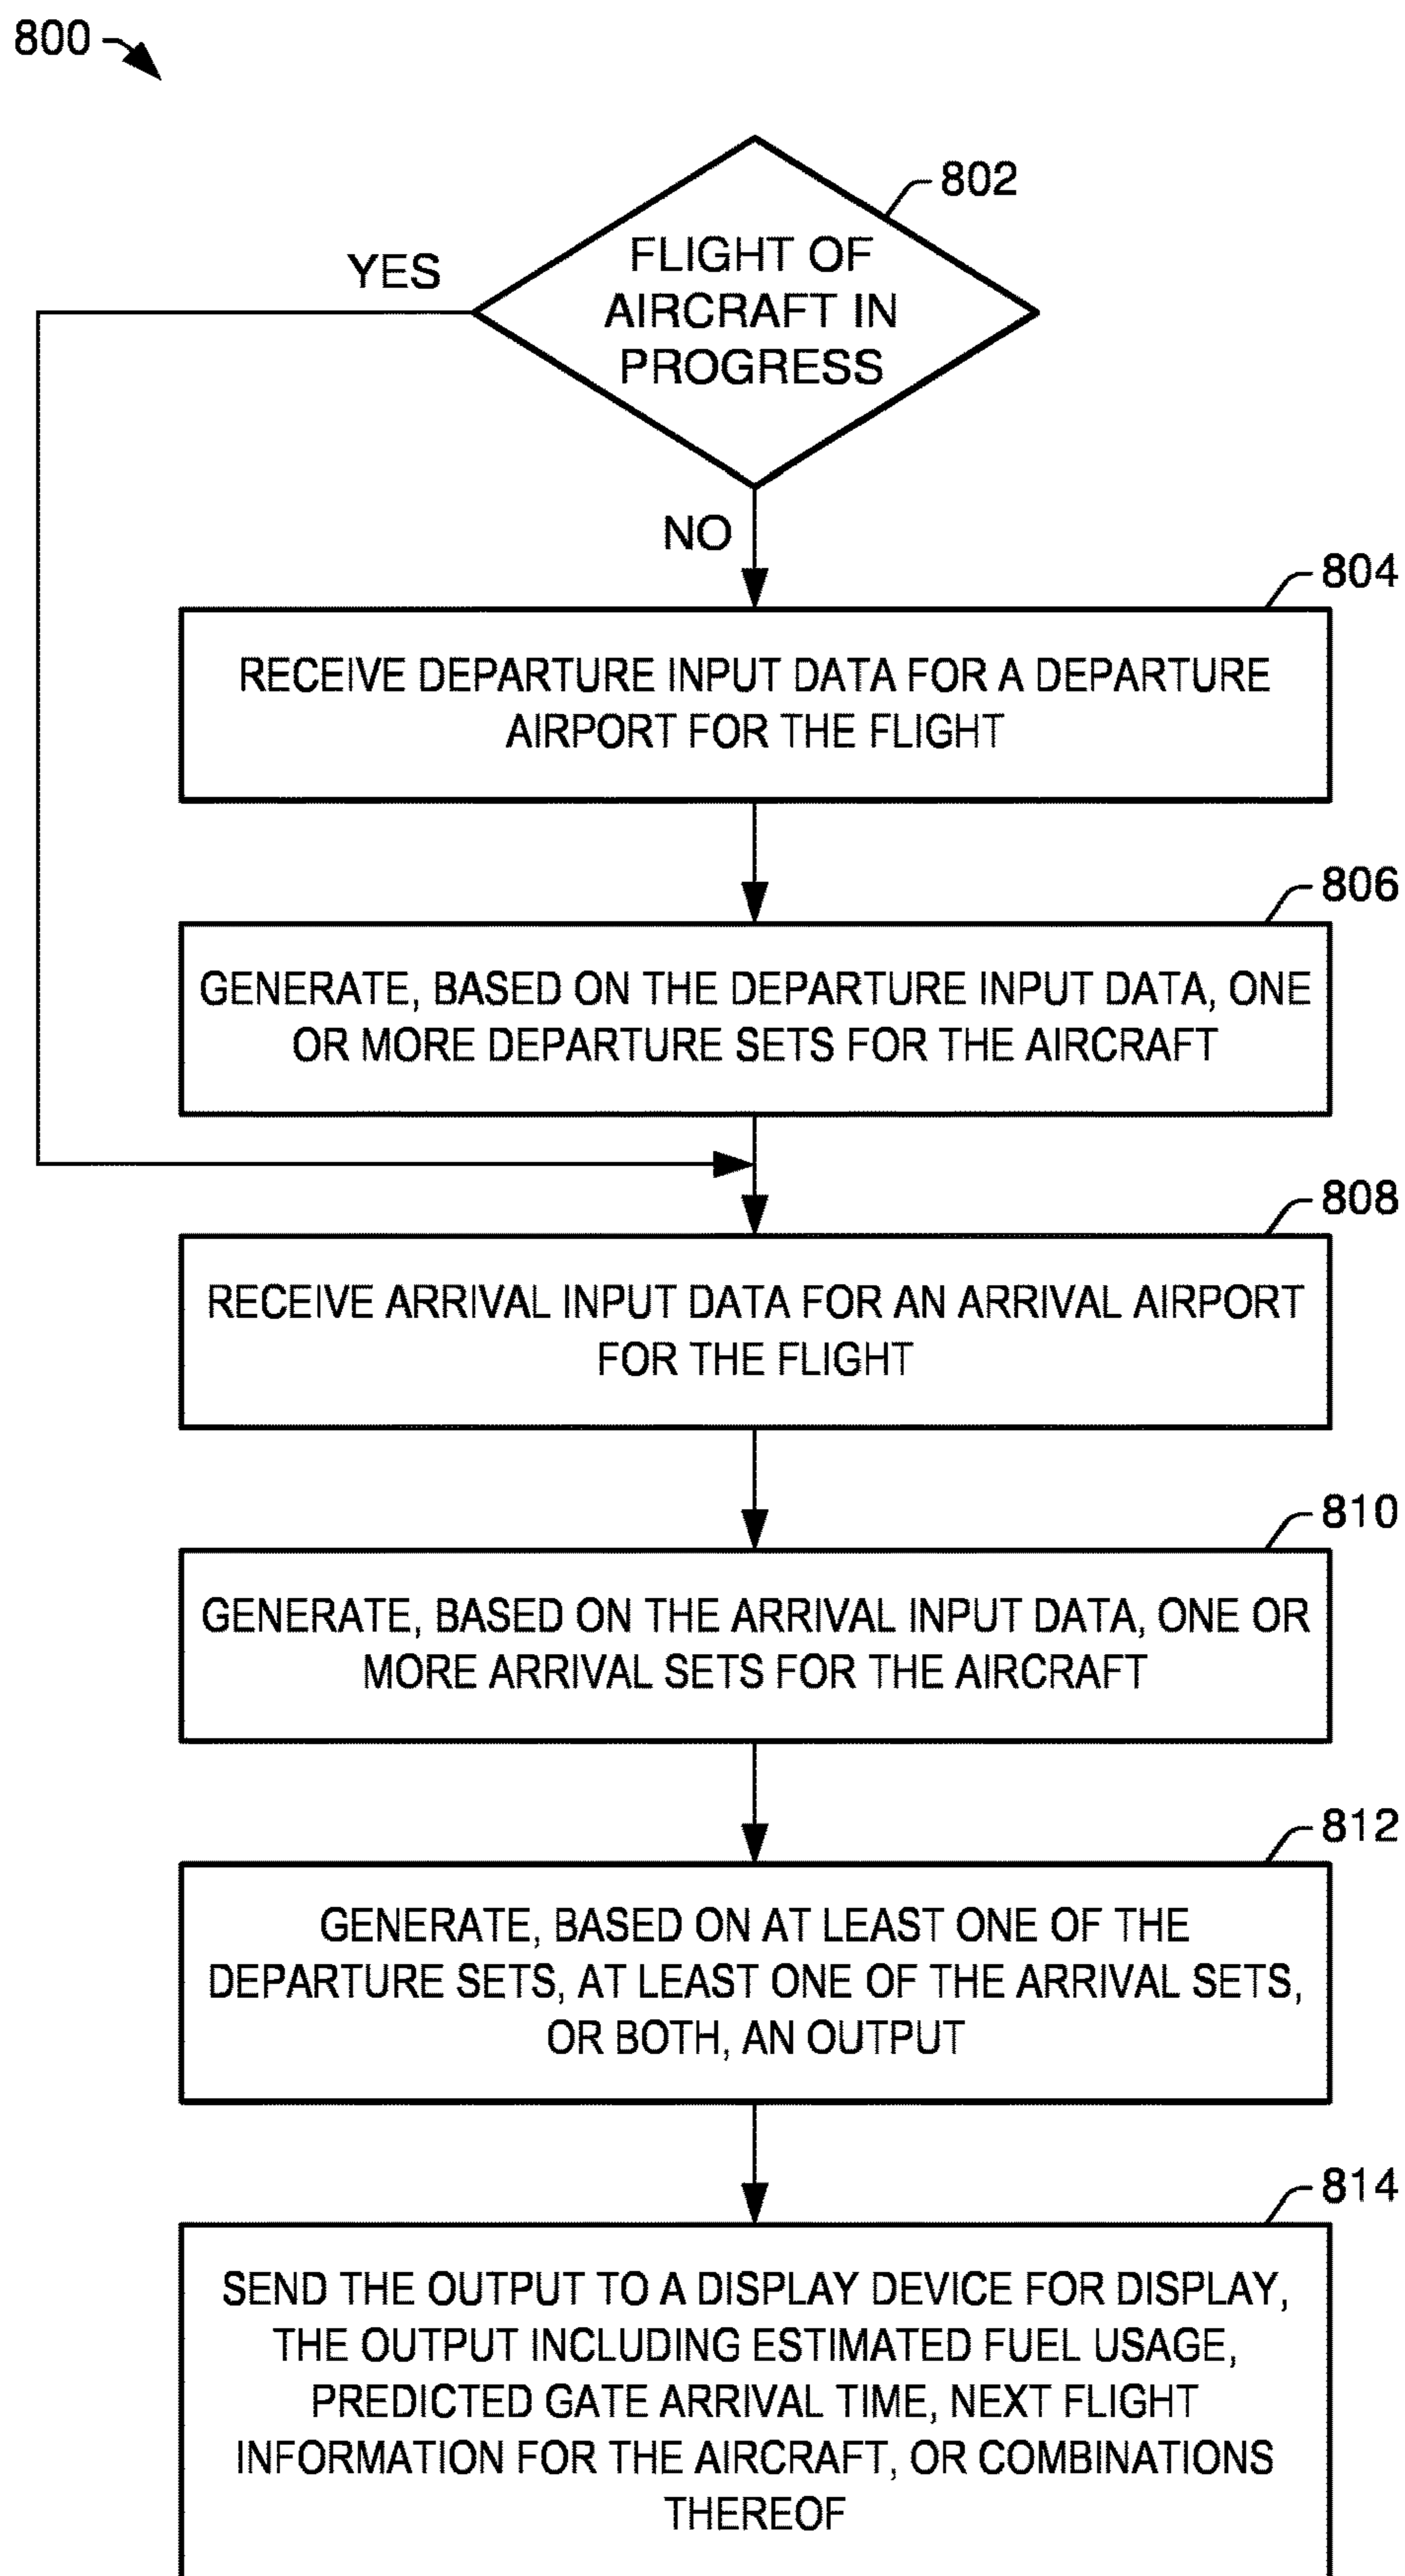 800
802
FLIGHT OF
AIRCRAFT IN
PROGRESS
YES
NO
804
RECEIVE DEPARTURE INPUT DATA FOR A DEPARTURE
AIRPORT FOR THE FLIGHT
806
GENERATE, BASED ON THE DEPARTURE INPUT DATA, ONE
OR MORE DEPARTURE SETS FOR THE AIRCRAFT
808
RECEIVE ARRIVAL INPUT DATA FOR AN ARRIVAL AIRPORT
FOR THE FLIGHT
810
GENERATE, BASED ON THE ARRIVAL INPUT DATA, ONE OR
MORE ARRIVAL SETS FOR THE AIRCRAFT
812
GENERATE, BASED ON AT LEAST ONE OF THE
DEPARTURE SETS, AT LEAST ONE OF THE ARRIVAL SETS,
OR BOTH, AN OUTPUT
814
SEND THE OUTPUT TO A DISPLAY DEVICE FOR DISPLAY,
THE OUTPUT INCLUDING ESTIMATED FUEL USAGE,
PREDICTED GATE ARRIVAL TIME, NEXT FLIGHT
INFORMATION FOR THE AIRCRAFT, OR COMBINATIONS
THEREOF